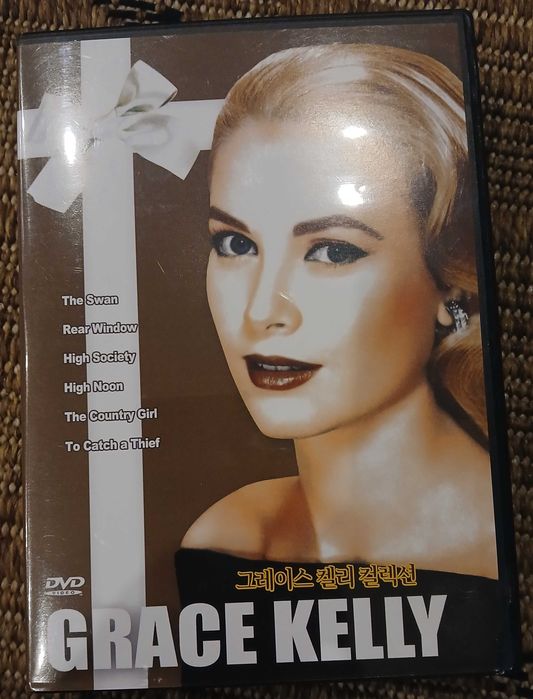 The Swan
Rear Window
High Society
High Noon
The Country Girl
To Catch a Thief
그레이스 켈리 컬렉션
DVD
VIDEO
GRACE KELLY